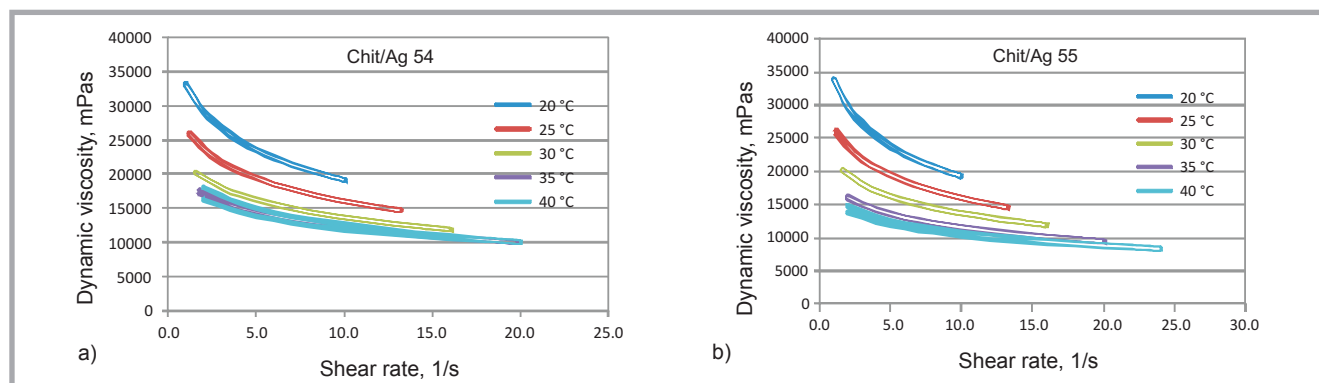 Chit/Ag 54
Dynamic viscosity, mPas
40000
35000
30000
25000
20000
15000
10000
5000
0
20 °C
25 °C
30 °C
35 °C
40 °C
0.0 5.0 10.0 15.0 20.0 25.0
a)
Shear rate, 1/s
Chit/Ag 55
Dynamic viscosity, mPas
40000
35000
30000
25000
20000
15000
10000
5000
0
20 °C
25 °C
30 °C
35 °C
40 °C
0.0 5.0 10.0 15.0 20.0 25.0 30.0
b)
Shear rate, 1/s